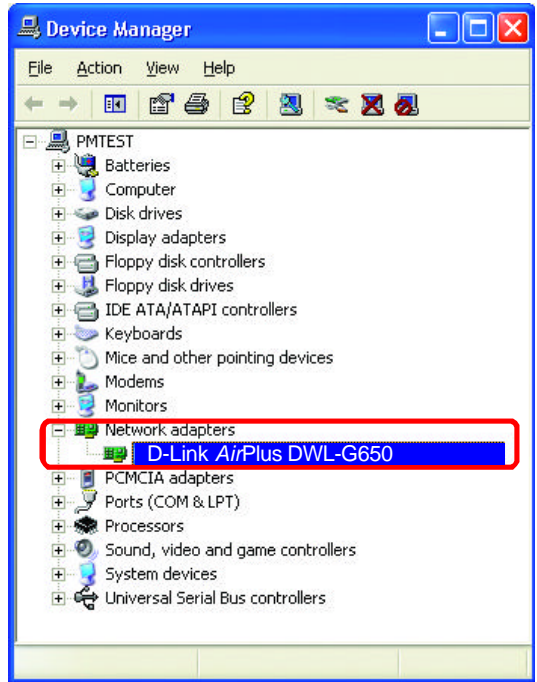 Device Manager
File Action View Help
PMTEST
Batteries
Computer
Disk drives
Display adapters
Floppy disk controllers
Floppy disk drives
IDE ATA/ATAPI controllers
Keyboards
Mice and other pointing devices
Modems
Monitors
Network adapters
D-Link AirPlus DWL-G650
PCMCIA adapters
Ports (COM & LPT)
Processors
Sound, video and game controllers
System devices
Universal Serial Bus controllers